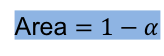 Area = 1 − α